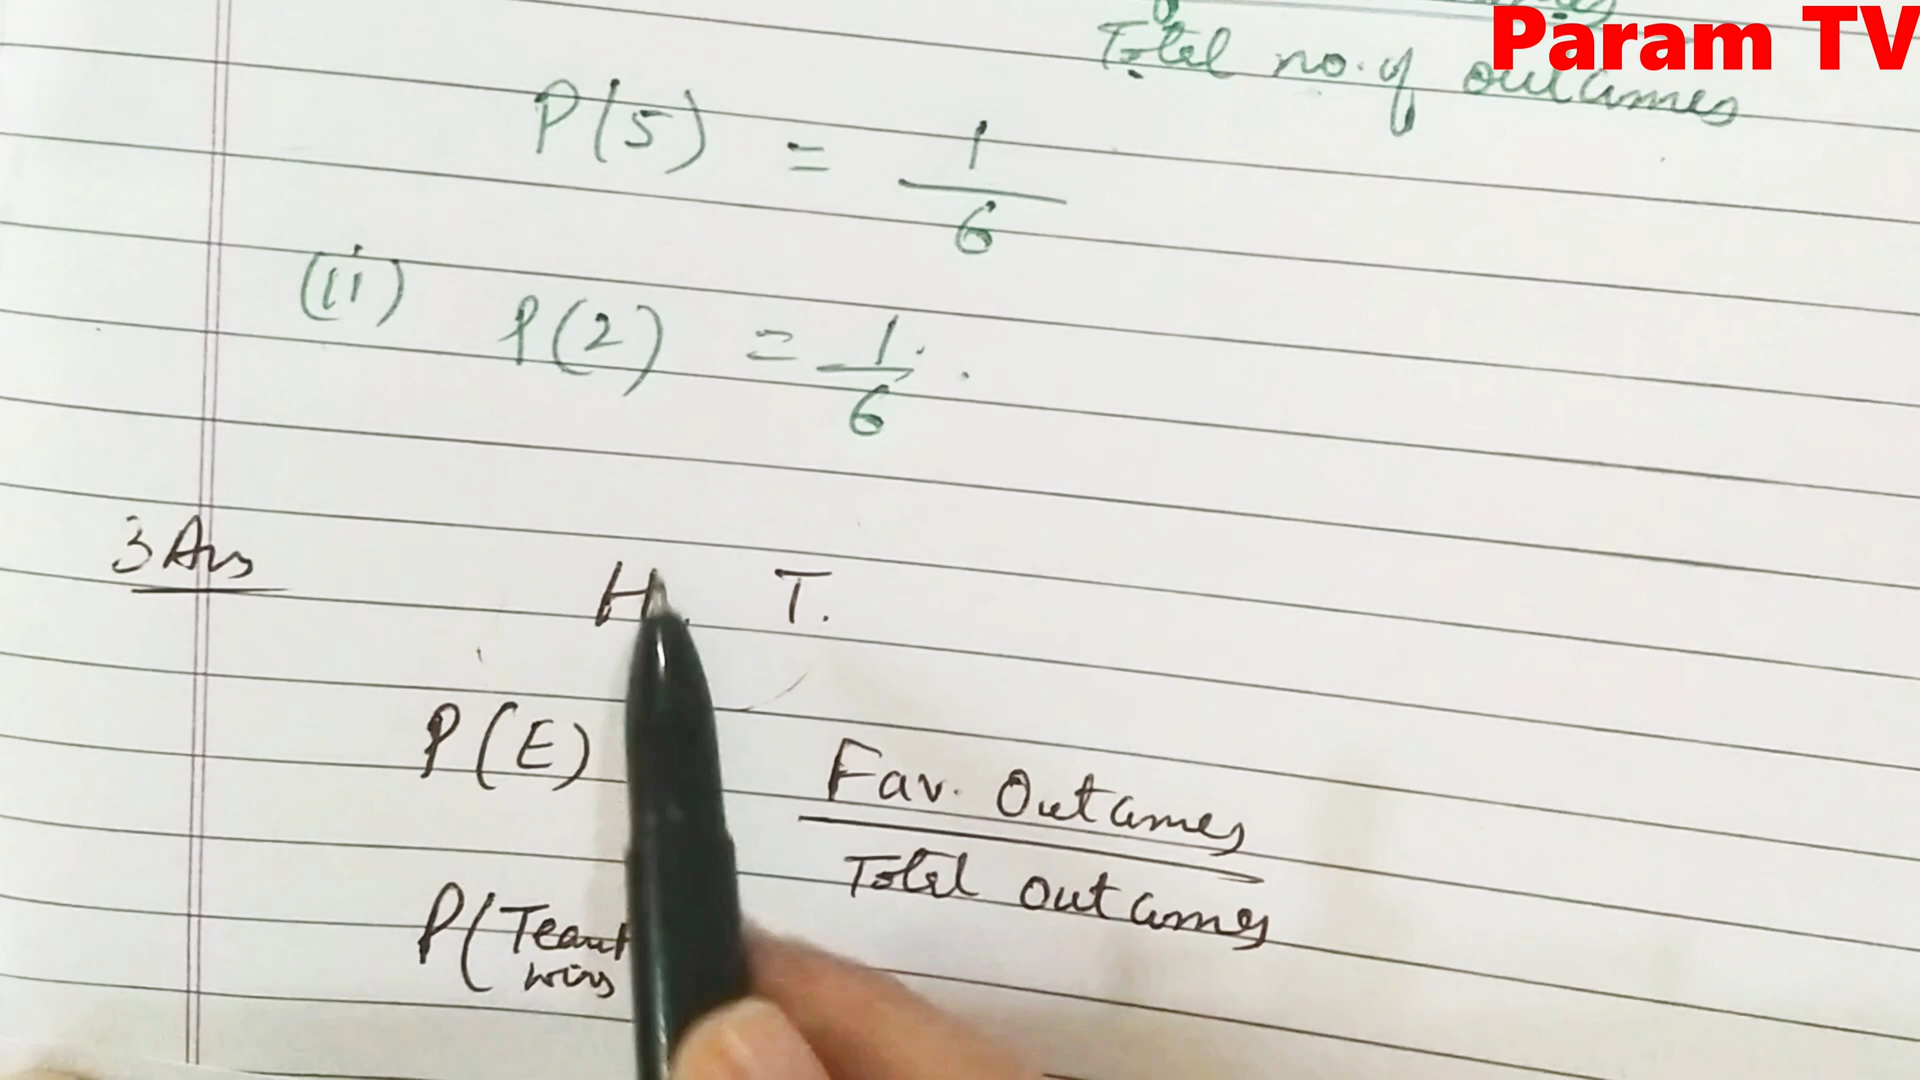 Param TV
Total no. of outcomes
P(5) = 1/6
(ii) P(2) = 1/6.
3 Ans H. T.
P(E) Fav. Outcomes
Total outcomes
P(Team
wins